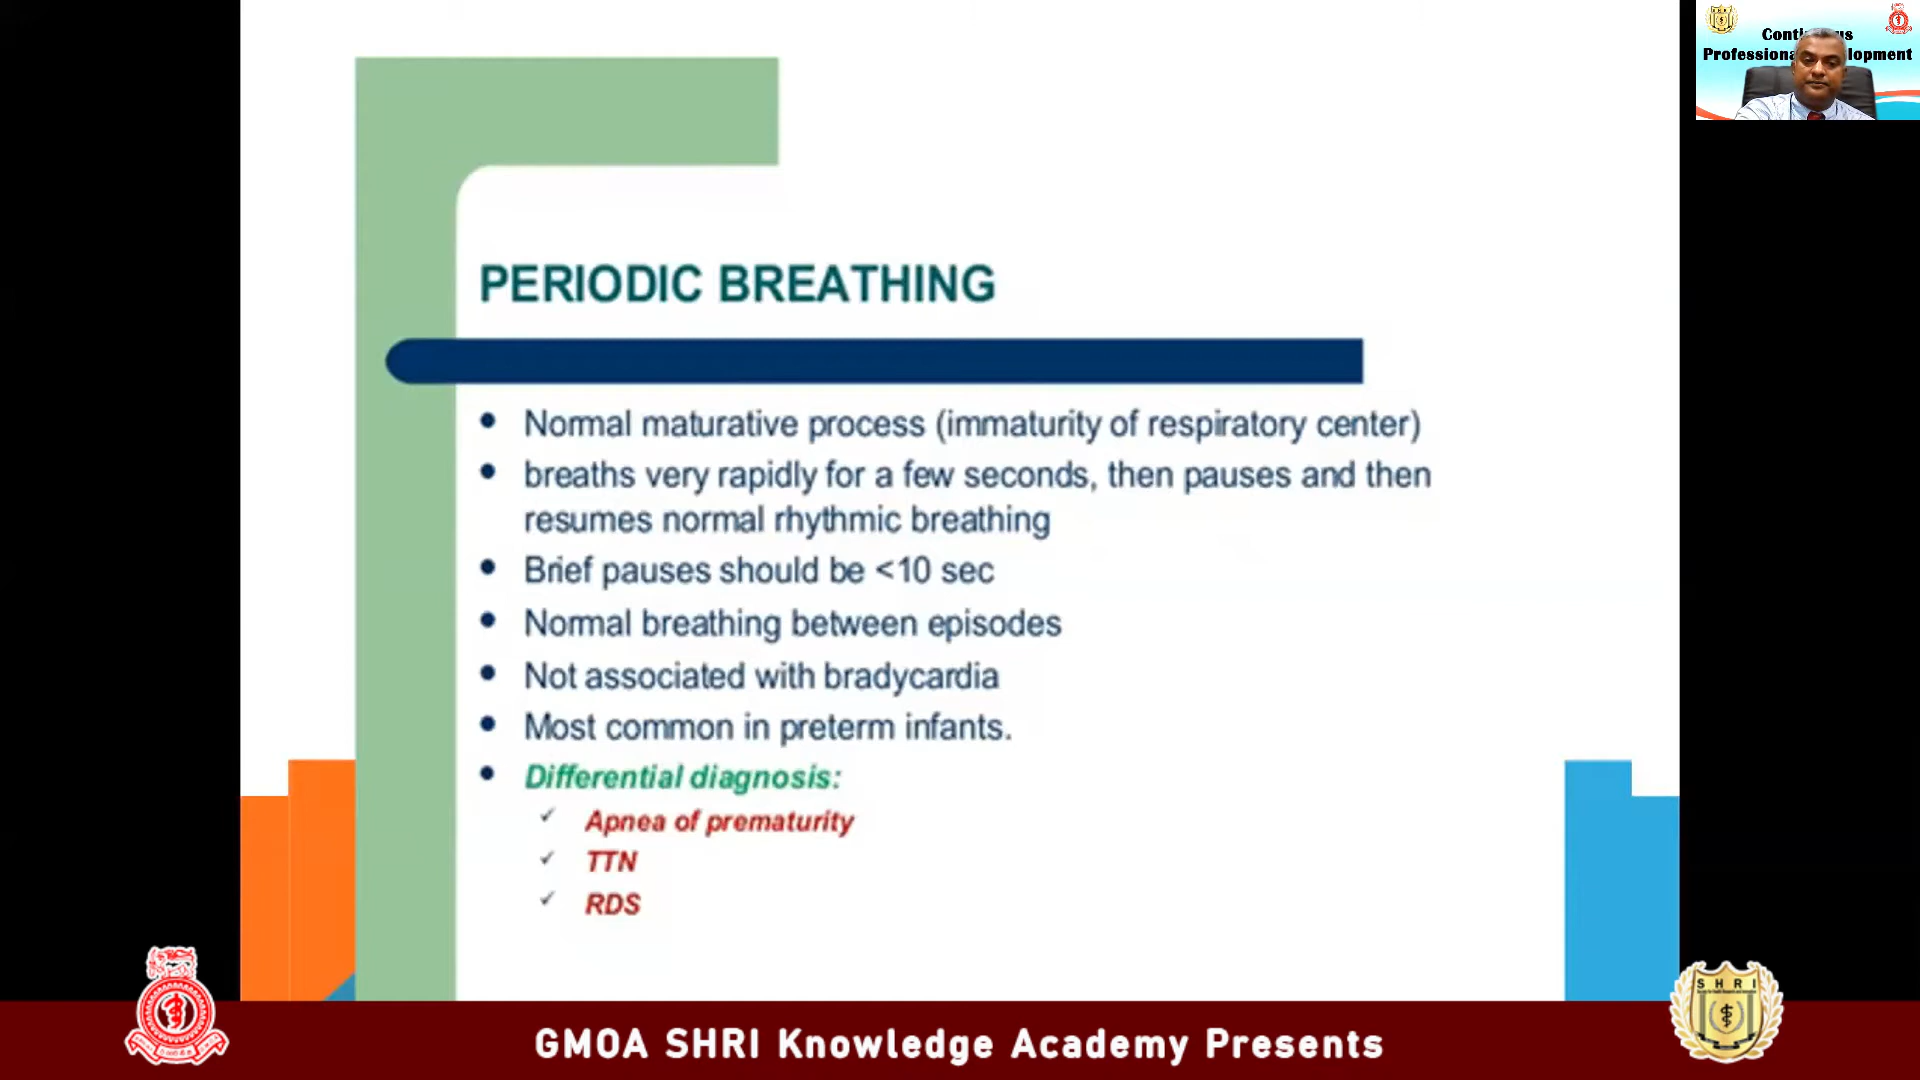 Professional Development
PERIODIC BREATHING
Normal maturative process (immaturity of respiratory center)
breaths very rapidly for a few seconds, then pauses and then
resumes normal rhythmic breathing
Brief pauses should be <10 sec
Normal breathing between episodes
Not associated with bradycardia
Most common in preterm infants.
Differential diagnosis:
Apnea of prematurity
TTN
RDS
SHRI
GMOA SHRI Knowledge Academy Presents